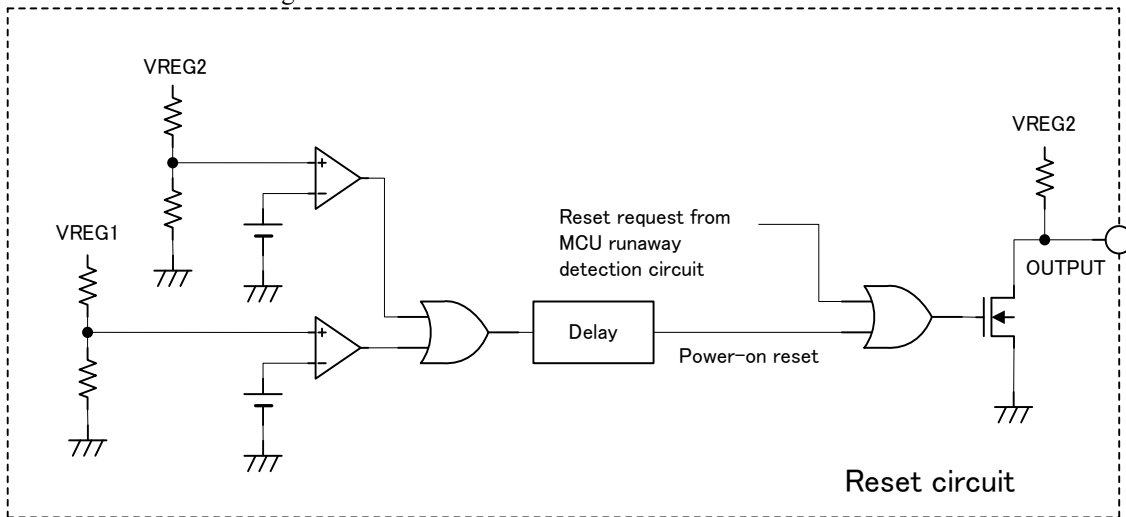 VREG2
VREG1
+
−
+
−
Delay
Reset request from
MCU runaway
detection circuit
Power-on reset
VREG2
OUTPUT
Reset circuit